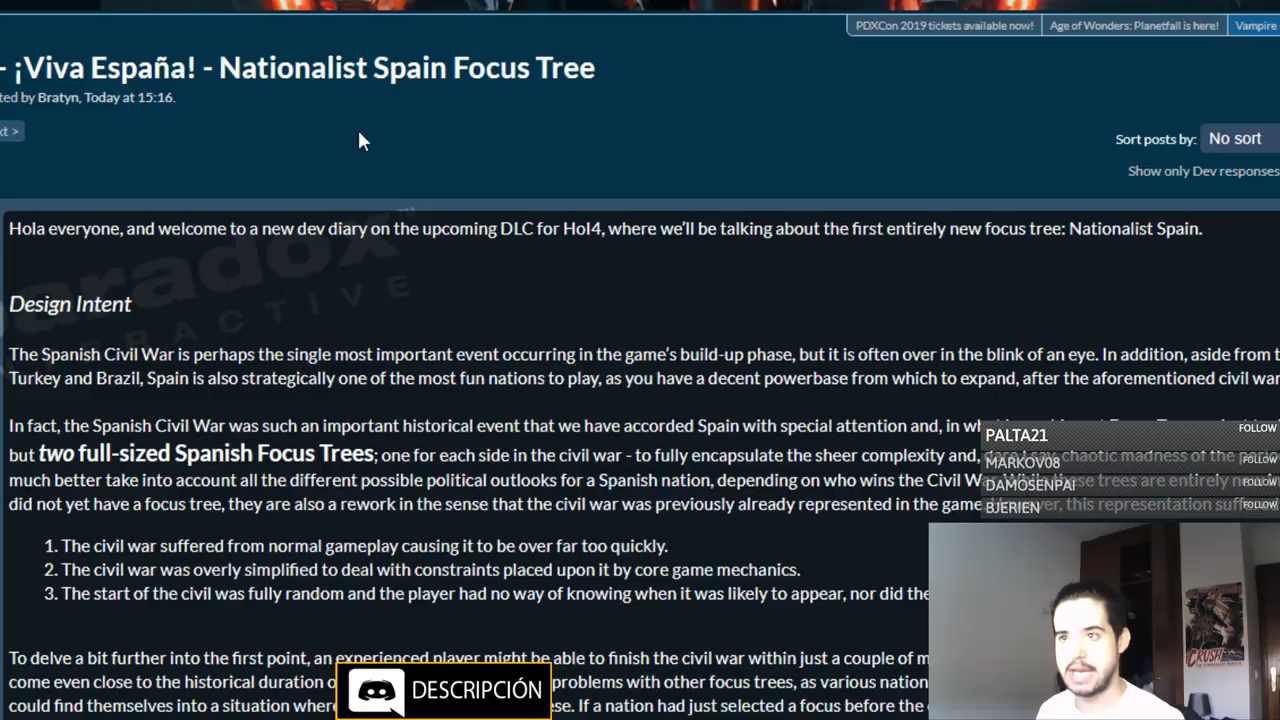 PDXCon 2019 tickets available now! Age of Wonders: Planetfall is here! Vampire
- ¡Viva España! - Nationalist Spain Focus Tree
ted by Bratyn, Today at 15:16.
xt >
Sort posts by: No sort
Show only Dev responses
paradox™
INTERACTIVE
Hola everyone, and welcome to a new dev diary on the upcoming DLC for HoI4, where we'll be talking about the first entirely new focus tree: Nationalist Spain.
Design Intent
The Spanish Civil War is perhaps the single most important event occurring in the game's build-up phase, but it is often over in the blink of an eye. In addition, aside from t
Turkey and Brazil, Spain is also strategically one of the most fun nations to play, as you have a decent powerbase from which to expand, after the aforementioned civil war
In fact, the Spanish Civil War was such an important historical event that we have accorded Spain with special attention and, in
but two full-sized Spanish Focus Trees; one for each side in the civil war - to fully encapsulate the sheer complexity and, dare I say, chaotic madness of the perio
much better take into account all the different possible political outlooks for a Spanish nation, depending on who wins the Civil trees are entirely ne
did not yet have a focus tree, they are also a rework in the sense that the civil war was previously already represented in the game this representation suffe
PALTA21 FOLLOW
MARKOV08 FOLLOW
DAMOSENPAI FOLLOW
BJERIEN FOLLOW
1. The civil war suffered from normal gameplay causing it to be over far too quickly.
2. The civil war was overly simplified to deal with constraints placed upon it by core game mechanics.
3. The start of the civil was fully random and the player had no way of knowing when it was likely to appear, nor did the
To delve a bit further into the first point, an experienced player might be able to finish the civil war within just a couple of m
come even close to the historical duration o problems with other focus trees, as various nation
could find themselves into a situation wher se. If a nation had just selected a focus before the
DESCRIPCIÓN
CRUSH